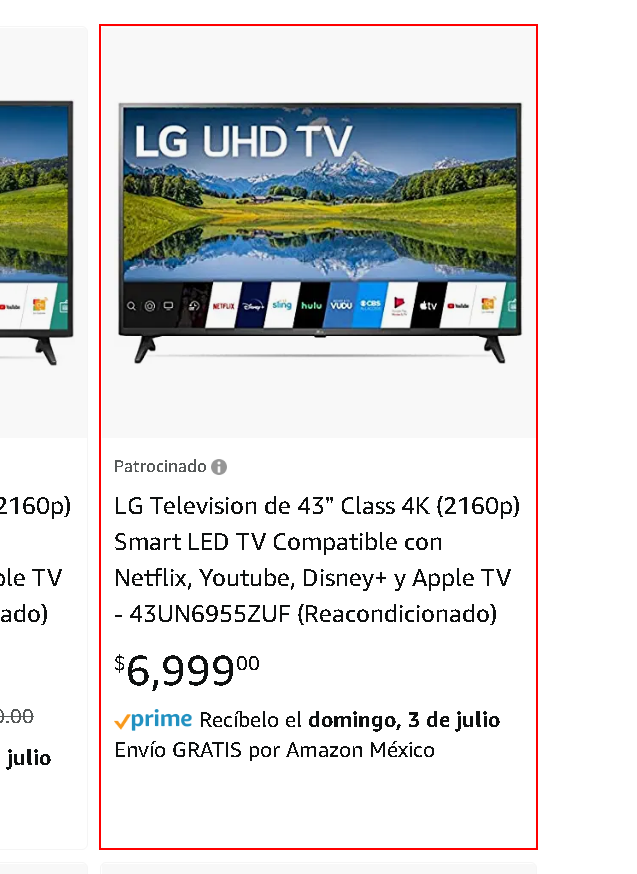 LG UHD TV
NETFLIX
Disney+
sling
hulu
VUDU
CBS
tv
YouTube
2160p)
ple TV
ado)
0.00
julio
Patrocinado
LG Television de 43" Class 4K (2160p)
Smart LED TV Compatible con
Netflix, Youtube, Disney+ y Apple TV
- 43UN6955ZUF (Reacondicionado)
$6,99900
prime Recíbelo el domingo, 3 de julio
Envío GRATIS por Amazon México